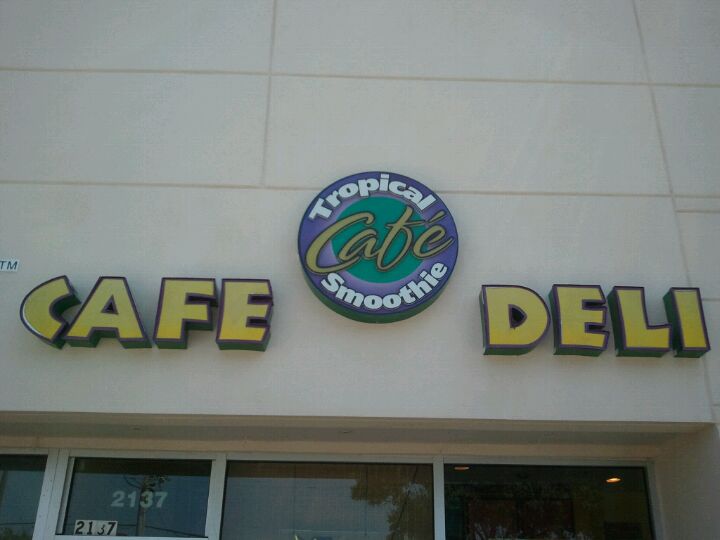 Tropical
Café
Smoothie
TM
CAFE DELI
2137
2137